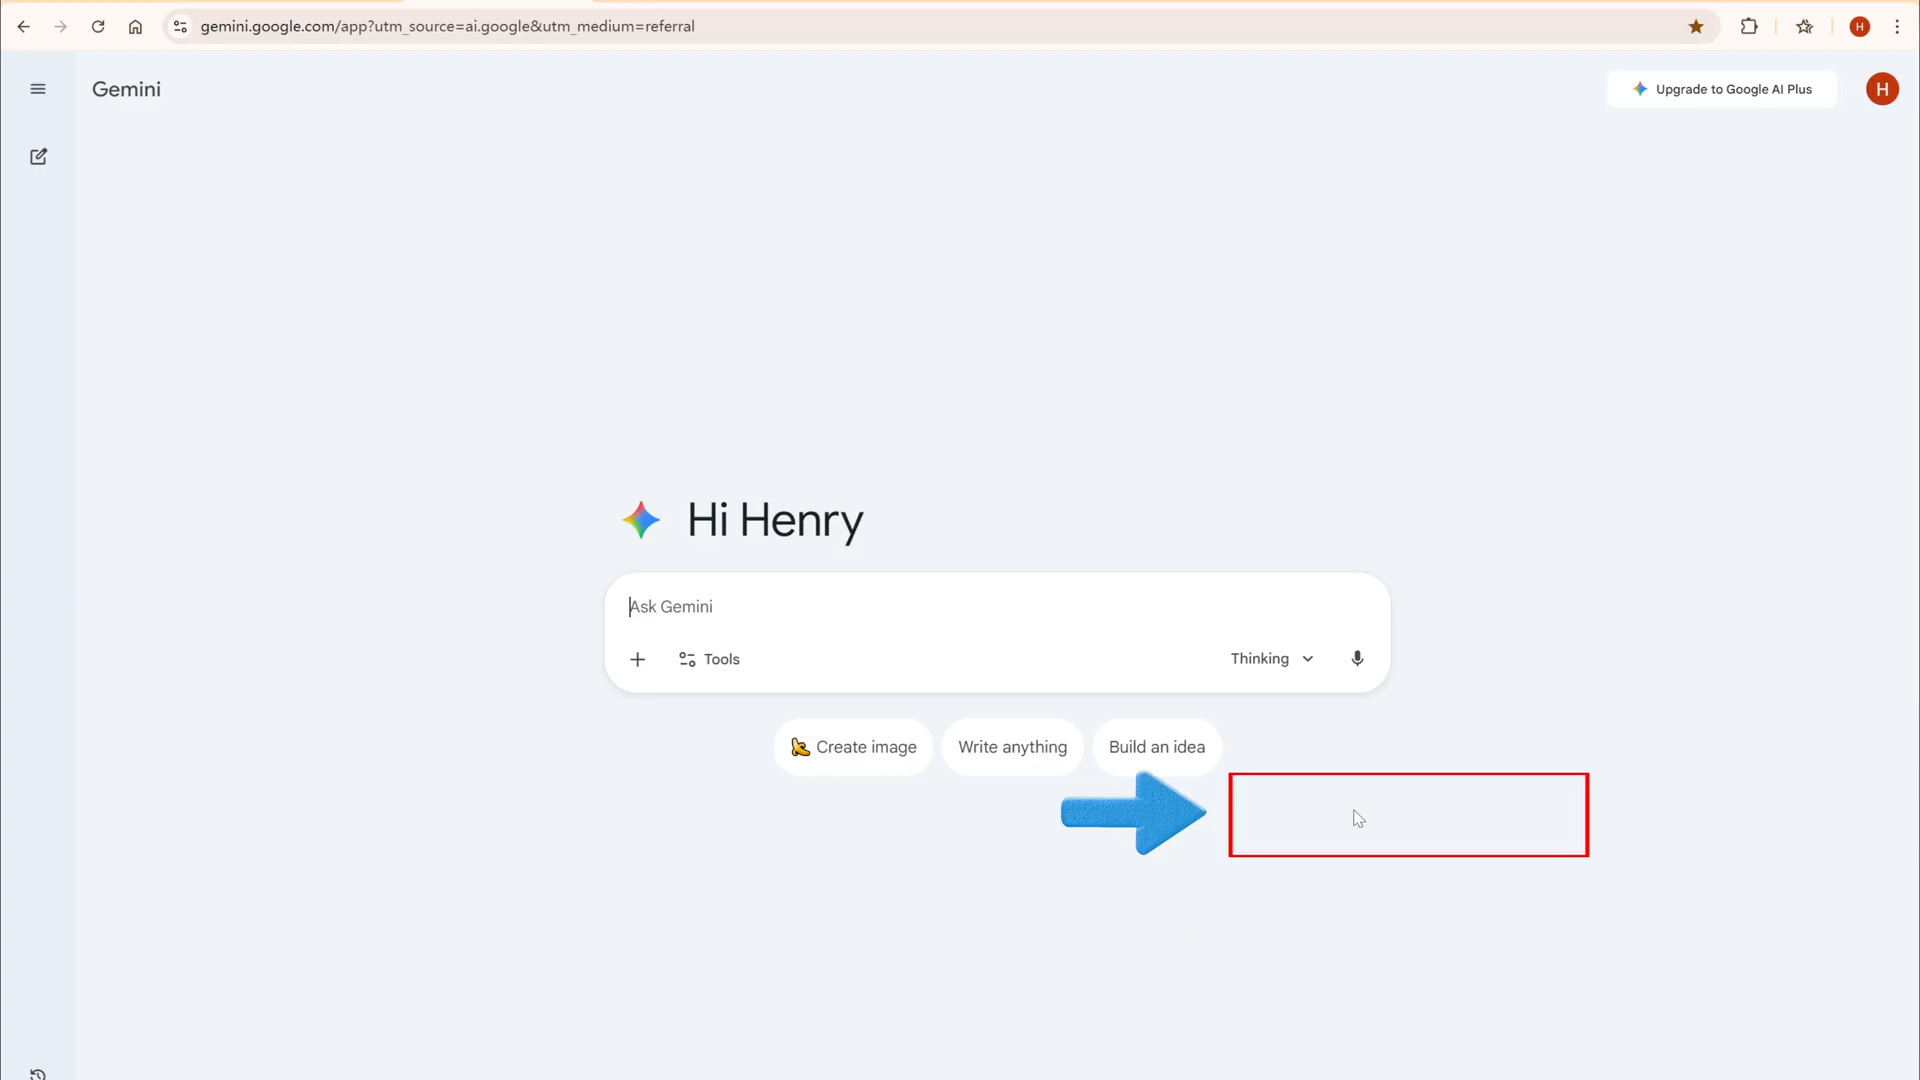 gemini.google.com/app?utm_source=ai.google&utm_medium=referral
H
Gemini
Upgrade to Google AI Plus
H
Hi Henry
Ask Gemini
Tools
Thinking
Create image
Write anything
Build an idea